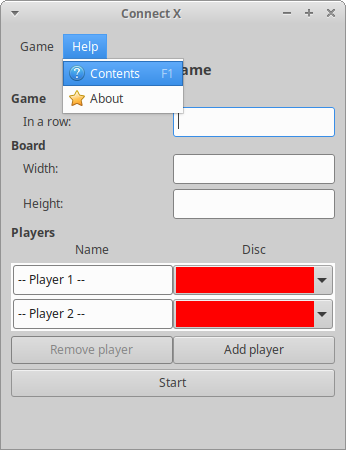 Connect X
Game Help
Contents F1
About
ame
Game
In a row:
Board
Width:
Height:
Players
Name Disc
-- Player 1 --
-- Player 2 --
Remove player Add player
Start